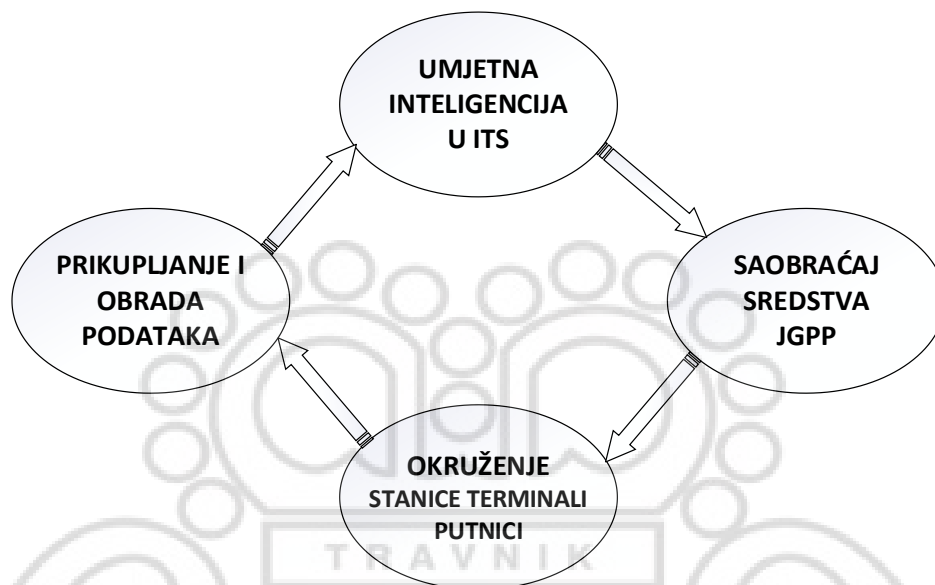 UMJETNA
INTELIGENCIJA
U ITS
PRIKUPLJANJE I
OBRADA
PODATAKA
SAOBRAĆAJ
SREDSTVA
JGPP
OKRUŽENJE
STANICE TERMINALI
PUTNICI
TRAVNIK